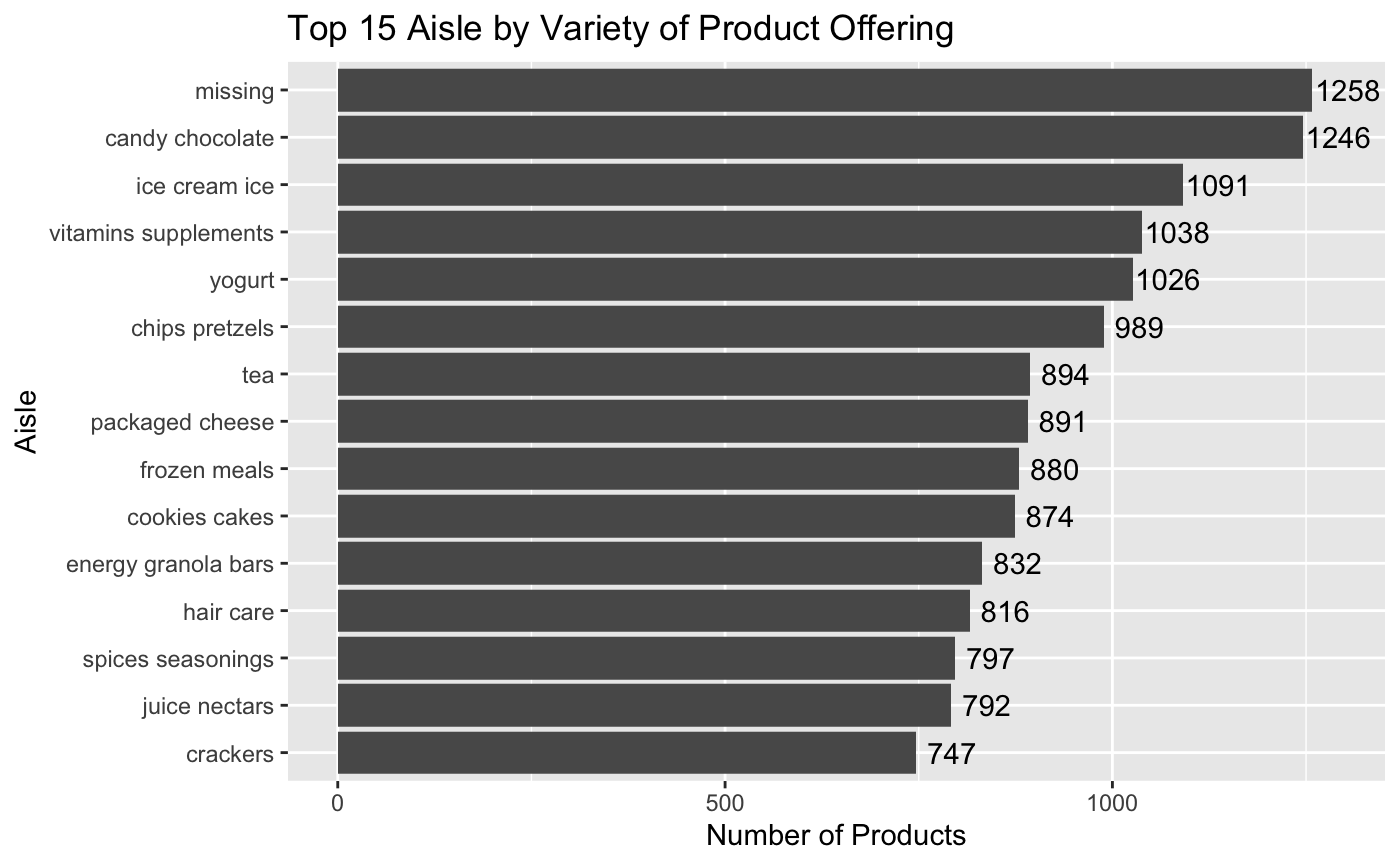 Top 15 Aisle by Variety of Product Offering
missing 1258
candy chocolate 1246
ice cream ice 1091
vitamins supplements 1038
yogurt 1026
chips pretzels 989
tea 894
packaged cheese 891
frozen meals 880
cookies cakes 874
energy granola bars 832
hair care 816
spices seasonings 797
juice nectars 792
crackers 747
Aisle
0 500 1000
Number of Products